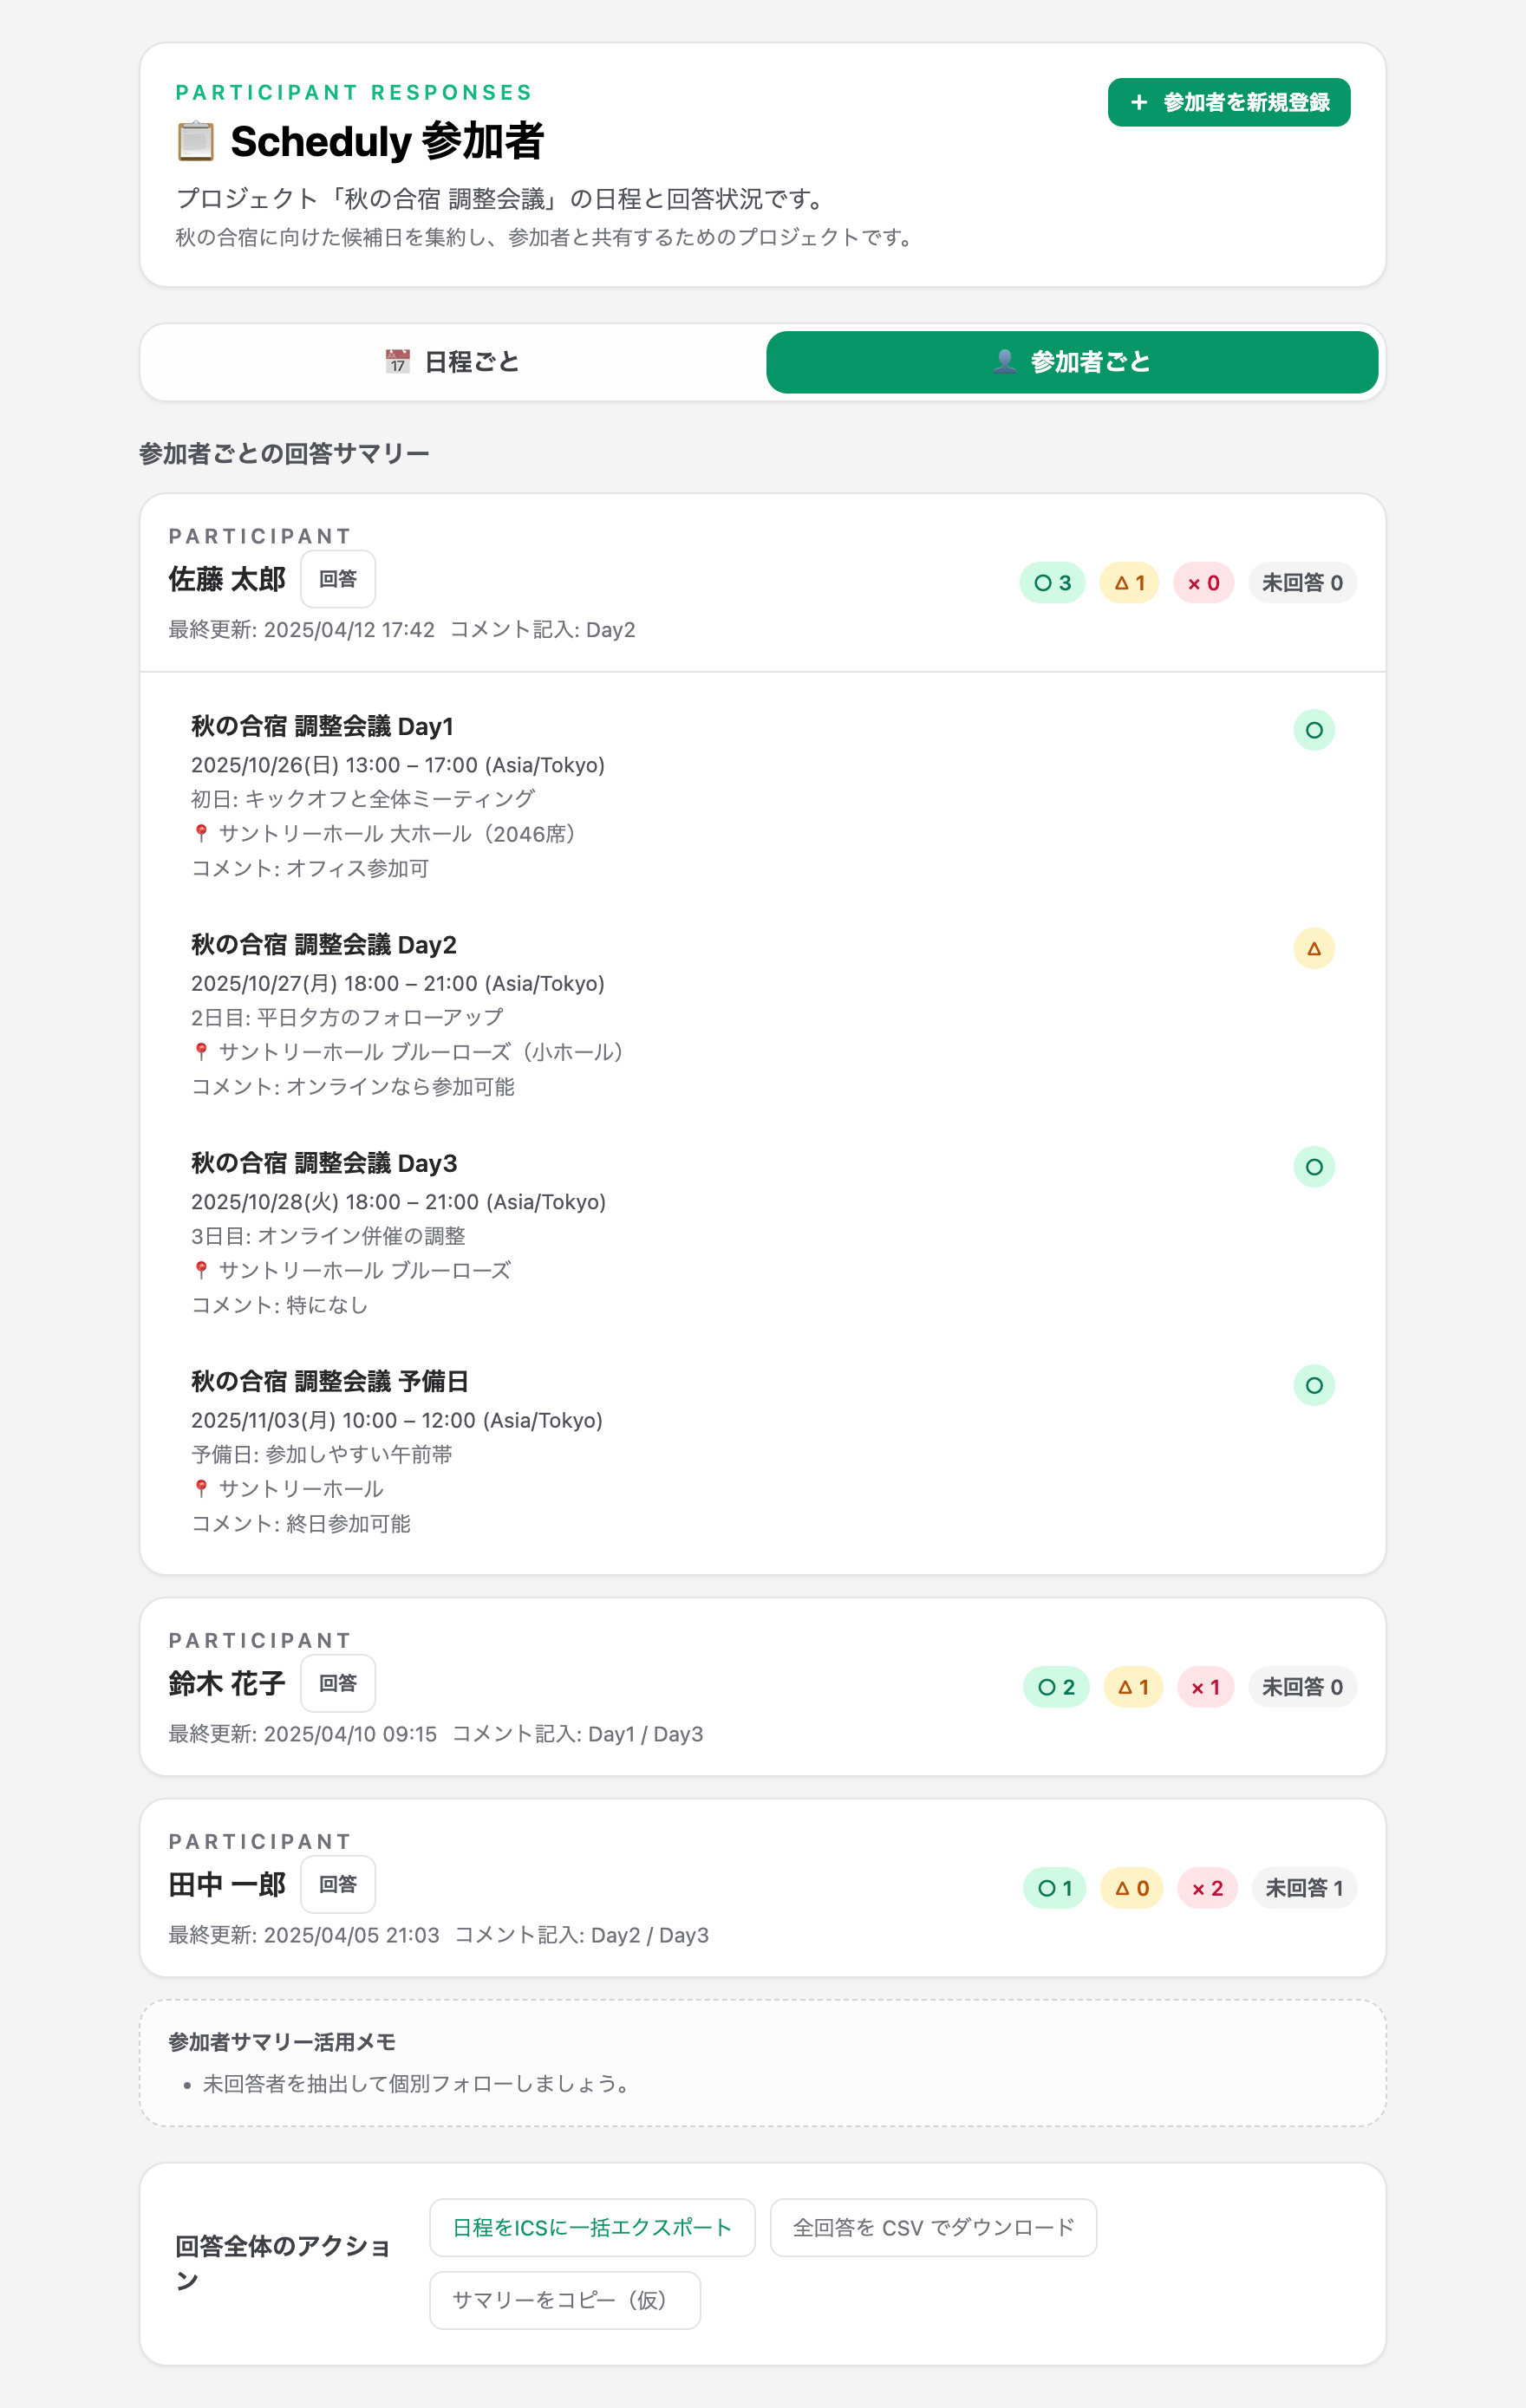 PARTICIPANT RESPONSES
📋 Scheduly 参加者
＋ 参加者を新規登録
プロジェクト「秋の合宿 調整会議」の日程と回答状況です。
秋の合宿に向けた候補日を集約し、参加者と共有するためのプロジェクトです。
📅 日程ごと
👤 参加者ごと
参加者ごとの回答サマリー
PARTICIPANT
佐藤 太郎 回答
○ 3 △ 1 × 0 未回答 0
最終更新: 2025/04/12 17:42 コメント記入: Day2
秋の合宿 調整会議 Day1 ○
2025/10/26(日) 13:00 – 17:00 (Asia/Tokyo)
初日: キックオフと全体ミーティング
📍 サントリーホール 大ホール（2046席）
コメント: オフィス参加可
秋の合宿 調整会議 Day2 △
2025/10/27(月) 18:00 – 21:00 (Asia/Tokyo)
2日目: 平日夕方のフォローアップ
📍 サントリーホール ブルーローズ（小ホール）
コメント: オンラインなら参加可能
秋の合宿 調整会議 Day3 ○
2025/10/28(火) 18:00 – 21:00 (Asia/Tokyo)
3日目: オンライン併催の調整
📍 サントリーホール ブルーローズ
コメント: 特になし
秋の合宿 調整会議 予備日 ○
2025/11/03(月) 10:00 – 12:00 (Asia/Tokyo)
予備日: 参加しやすい午前帯
📍 サントリーホール
コメント: 終日参加可能
PARTICIPANT
鈴木 花子 回答
○ 2 △ 1 × 1 未回答 0
最終更新: 2025/04/10 09:15 コメント記入: Day1 / Day3
PARTICIPANT
田中 一郎 回答
○ 1 △ 0 × 2 未回答 1
最終更新: 2025/04/05 21:03 コメント記入: Day2 / Day3
参加者サマリー活用メモ
• 未回答者を抽出して個別フォローしましょう。
回答全体のアクショ
ン
日程をICSに一括エクスポート
全回答を CSV でダウンロード
サマリーをコピー（仮）